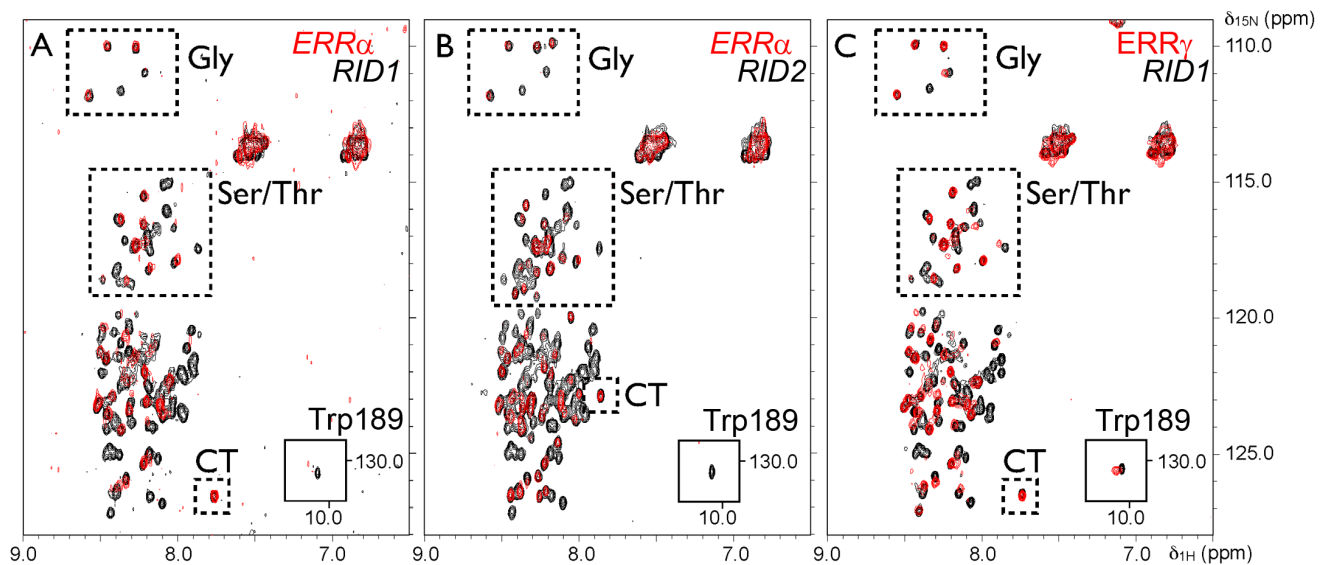 A
ERRα
RID1
Gly
Ser/Thr
CT
Trp189
130.0
10.0
B
ERRα
RID2
Gly
Ser/Thr
CT
Trp189
130.0
10.0
C
ERRγ
RID1
Gly
Ser/Thr
CT
Trp189
130.0
10.0
δ15N (ppm)
110.0
115.0
120.0
125.0
9.0 8.0 7.0 9.0 8.0 7.0 9.0 8.0 7.0 δ1H (ppm)